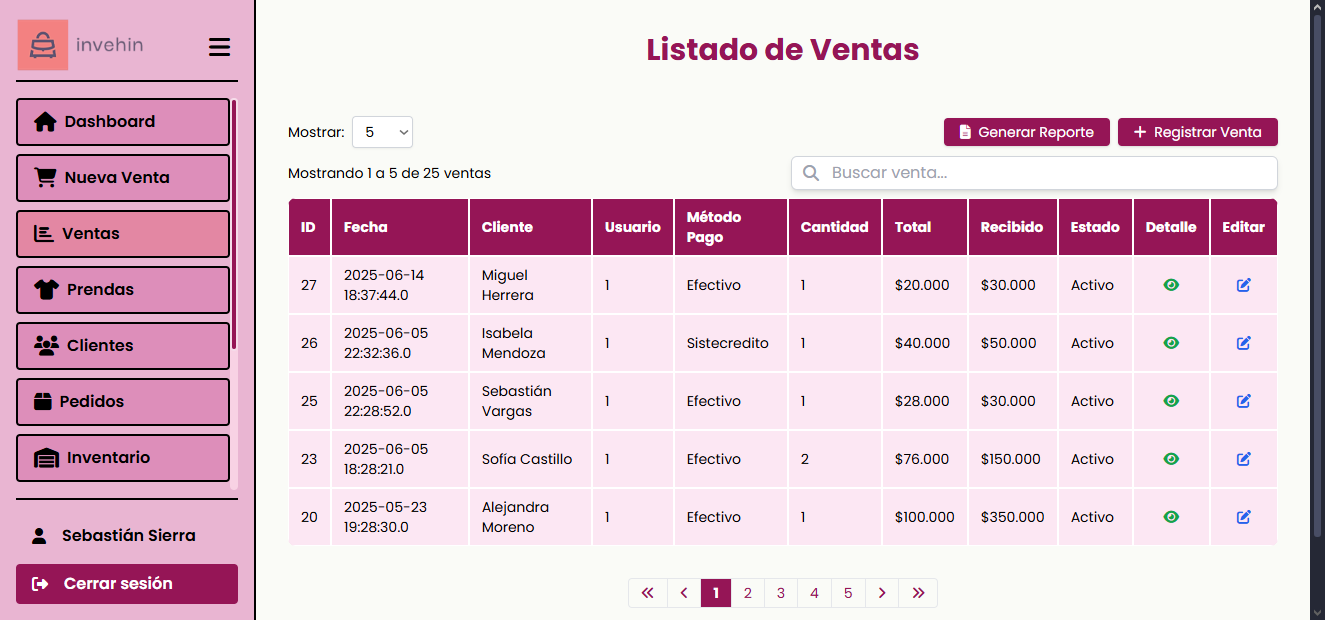 invehin
Dashboard
Nueva Venta
Ventas
Prendas
Clientes
Pedidos
Inventario
Sebastián Sierra
Cerrar sesión
Listado de Ventas
Mostrar: 5
Generar Reporte
Registrar Venta
Mostrando 1 a 5 de 25 ventas
Buscar venta...
ID Fecha Cliente Usuario Método Pago Cantidad Total Recibido Estado Detalle Editar
27 2025-06-14 18:37:44.0 Miguel Herrera 1 Efectivo 1 $20.000 $30.000 Activo
26 2025-06-05 22:32:36.0 Isabela Mendoza 1 Sistecredito 1 $40.000 $50.000 Activo
25 2025-06-05 22:28:52.0 Sebastián Vargas 1 Efectivo 1 $28.000 $30.000 Activo
23 2025-06-05 18:28:21.0 Sofía Castillo 1 Efectivo 2 $76.000 $150.000 Activo
20 2025-05-23 19:28:30.0 Alejandra Moreno 1 Efectivo 1 $100.000 $350.000 Activo
« ‹ 1 2 3 4 5 › »